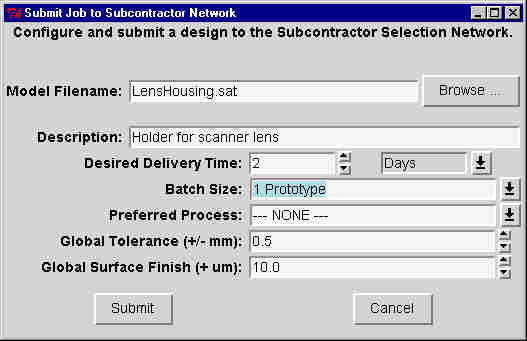 Submit Job to Subcontractor Network
Configure and submit a design to the Subcontractor Selection Network.
Model Filename: LensHousing.sat Browse ...
Description: Holder for scanner lens
Desired Delivery Time: 2 Days
Batch Size: 1 Prototype
Preferred Process: --- NONE ---
Global Tolerance (+/- mm): 0.5
Global Surface Finish (+ um): 10.0
Submit Cancel